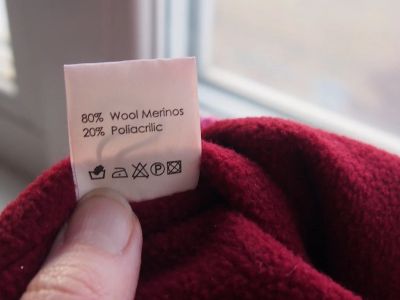 80% Wool Merinos
20% Poliacrilic